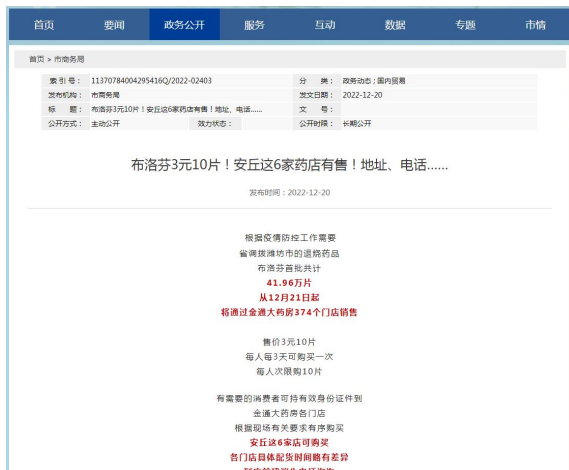 首页 要闻 政务公开 服务 互动 数据 专题 市情
首页 > 市商务局
索 引 号： 11370784004295416Q/2022-02403 分 类： 政务动态 ; 国内贸易
发布机构： 市商务局 发文日期： 2022-12-20
标 题： 布洛芬3元10片！安丘这6家药店有售！地址、电话…… 文 号：
公开方式： 主动公开 效力状态： 公开时限： 长期公开
布洛芬3元10片！安丘这6家药店有售！地址、电话……
发布时间：2022-12-20
根据疫情防控工作需要
省调拨潍坊市的退烧药品
布洛芬首批共计
41.96万片
从12月21日起
将通过金通大药房374个门店销售
售价3元10片
每人每3天可购买一次
每人次限购10片
有需要的消费者可持有效身份证件到
金通大药房各门店
根据现场有关要求有序购买
安丘这6家店可购买
各门店具体配货时间略有差异